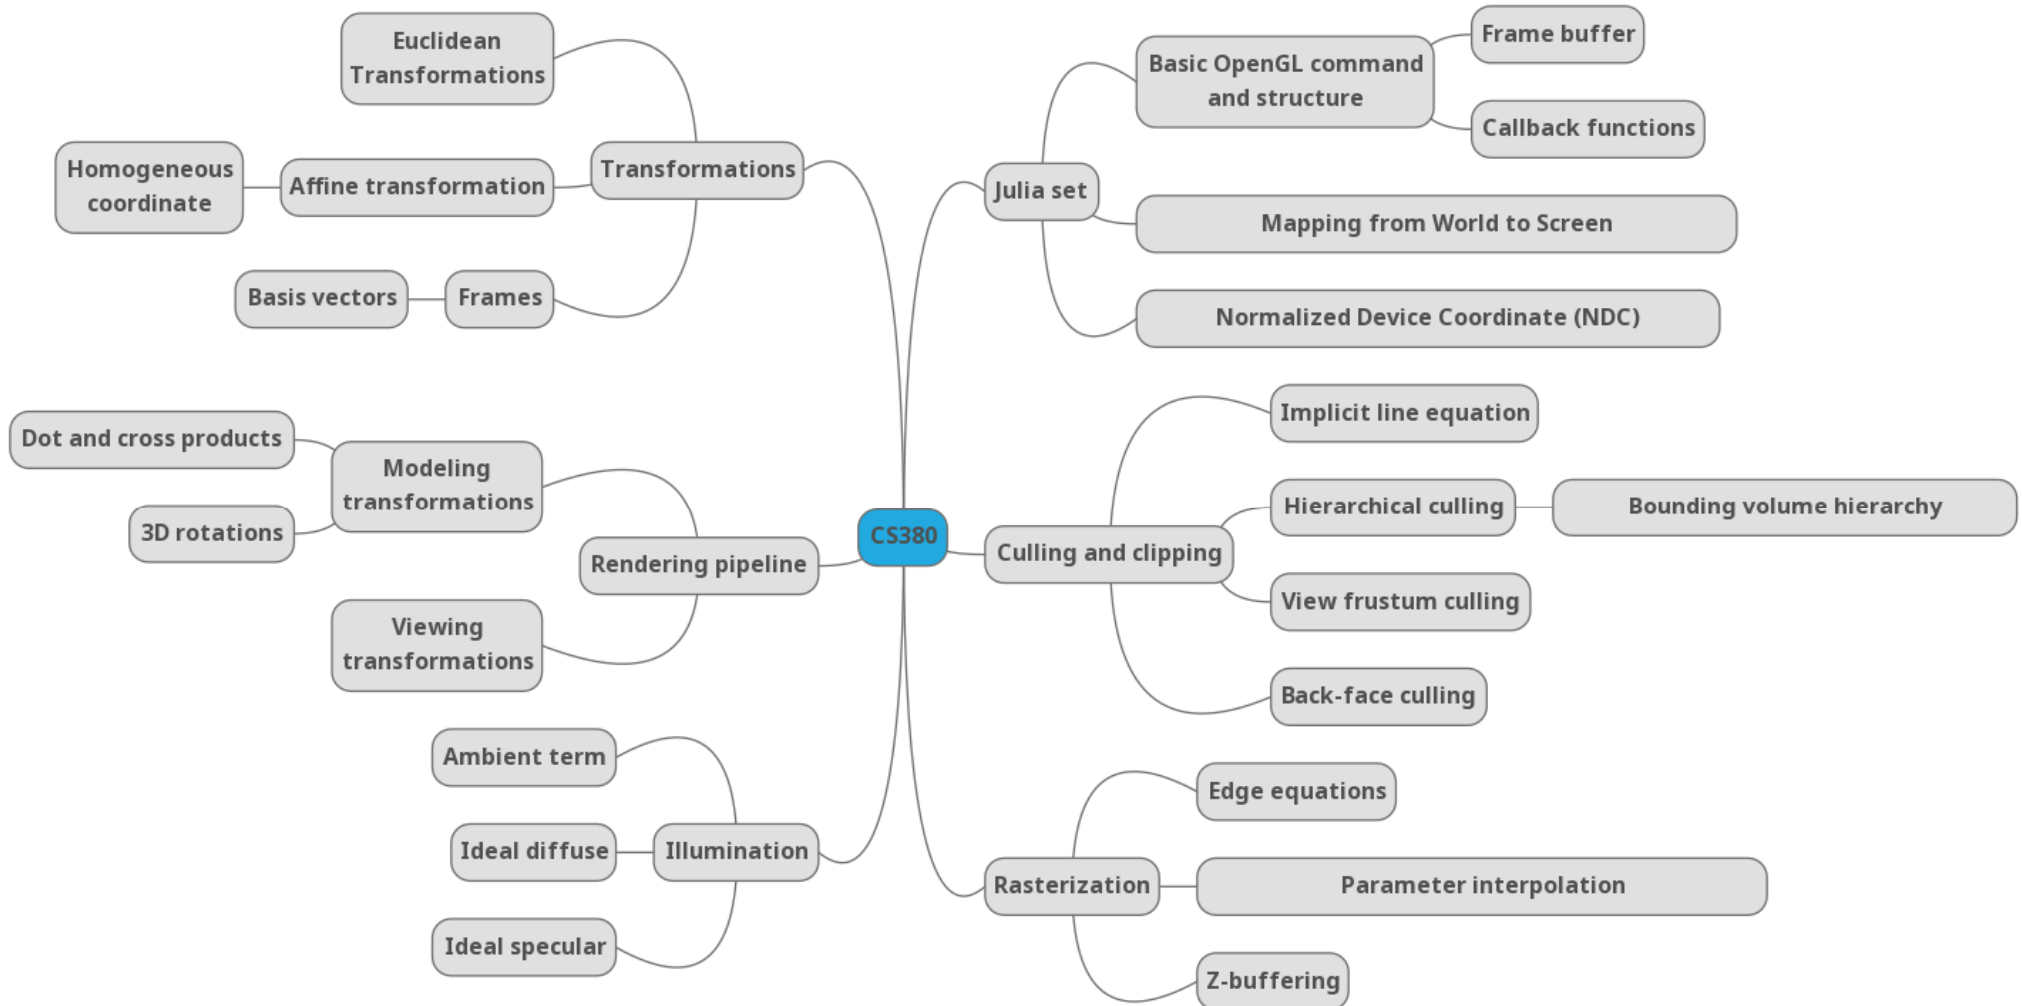 Euclidean
Transformations
Homogeneous
coordinate
Affine transformation
Transformations
Basis vectors
Frames
Dot and cross products
Modeling
transformations
3D rotations
Rendering pipeline
Viewing
transformations
Ambient term
Ideal diffuse
Illumination
Ideal specular
CS380
Basic OpenGL command
and structure
Frame buffer
Callback functions
Julia set
Mapping from World to Screen
Normalized Device Coordinate (NDC)
Implicit line equation
Hierarchical culling
Bounding volume hierarchy
Culling and clipping
View frustum culling
Back-face culling
Edge equations
Rasterization
Parameter interpolation
Z-buffering